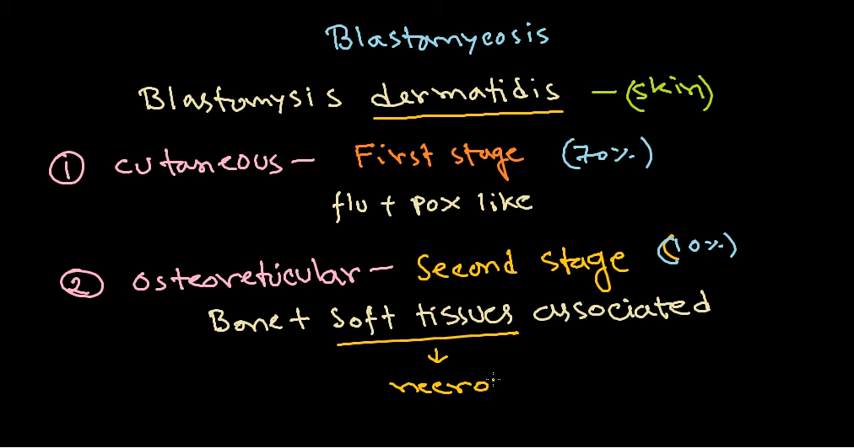 Blastomycosis
Blastomysis dermatidis - (skin)
1 cutaneous - First stage (70%)
flu + pox like
2 osteoreticular - Second stage (10%)
Bone + soft tissues associated
↓
necro